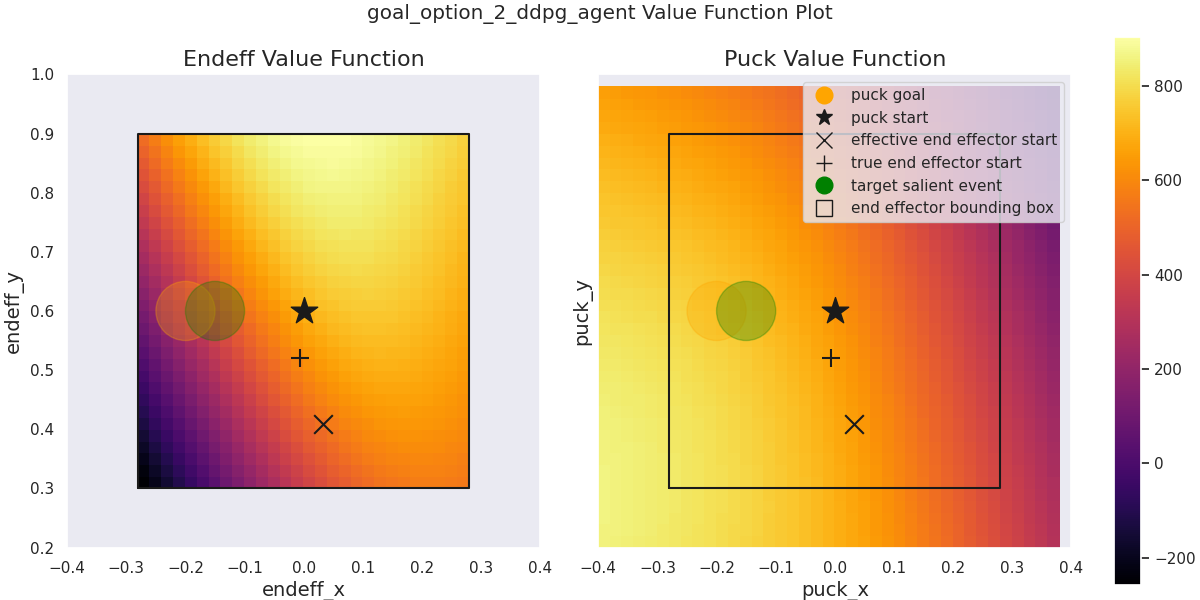 goal_option_2_ddpg_agent Value Function Plot
Endeff Value Function
Puck Value Function
1.0
0.9
0.8
0.7
0.6
0.5
0.4
0.3
0.2
endeff_y
−0.4 −0.3 −0.2 −0.1 0.0 0.1 0.2 0.3 0.4
endeff_x
puck_y
puck goal
puck start
effective end effector start
true end effector start
target salient event
end effector bounding box
−0.4 −0.3 −0.2 −0.1 0.0 0.1 0.2 0.3 0.4
puck_x
800
600
400
200
0
−200